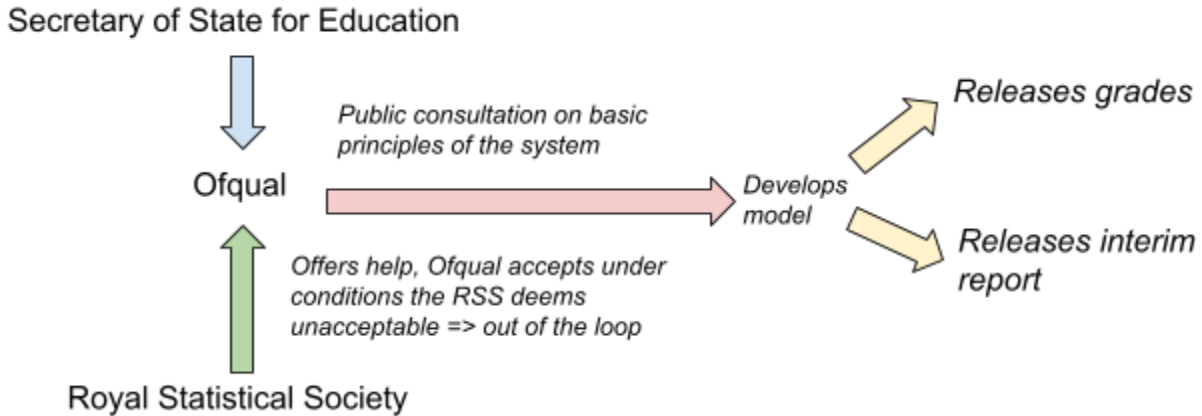 Secretary of State for Education
Public consultation on basic
principles of the system
Releases grades
Ofqual
Develops
model
Offers help, Ofqual accepts under
conditions the RSS deems
unacceptable => out of the loop
Releases interim
report
Royal Statistical Society